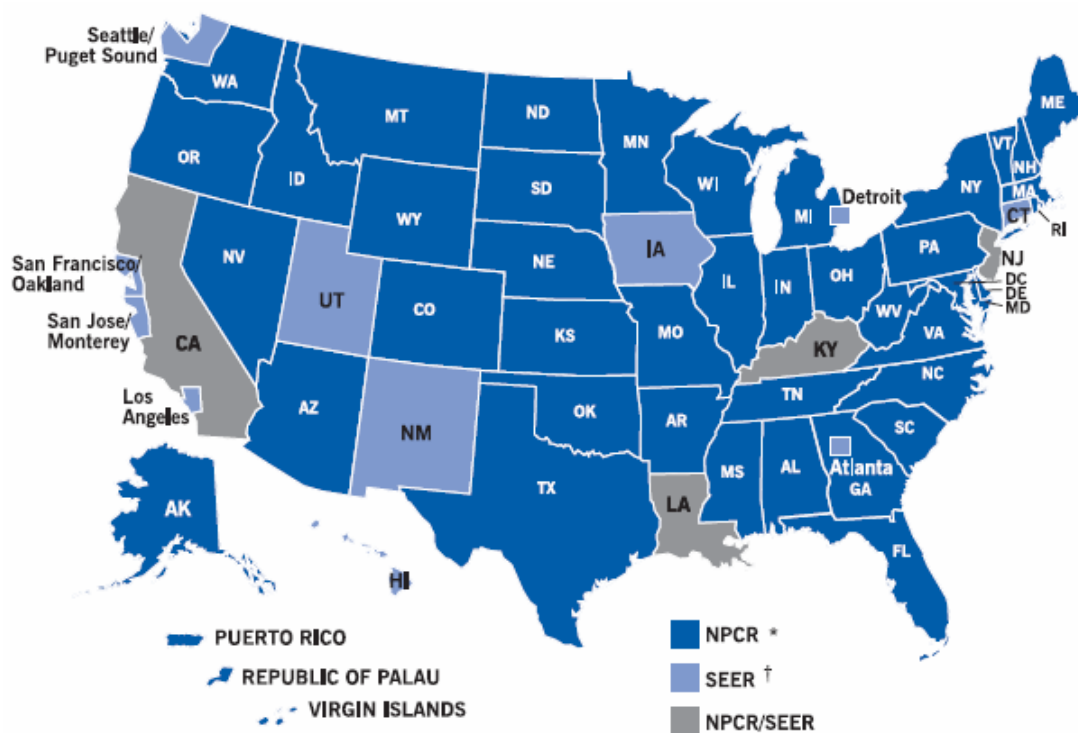 Seattle/
Puget Sound
WA
MT
ND
MN
ME
VT
NH
OR
ID
SD
WI
NY
MA
Detroit
MI
CT
RI
WY
San Francisco/
Oakland
NV
NE
IA
PA
NJ
UT
CO
IL
IN
OH
DC
DE
MD
WV
VA
San Jose/
Monterey
CA
KS
MO
KY
NC
TN
Los
Angeles
AZ
NM
OK
AR
SC
MS
AL
Atlanta
GA
TX
LA
AK
FL
HI
PUERTO RICO
REPUBLIC OF PALAU
VIRGIN ISLANDS
NPCR *
SEER †
NPCR/SEER